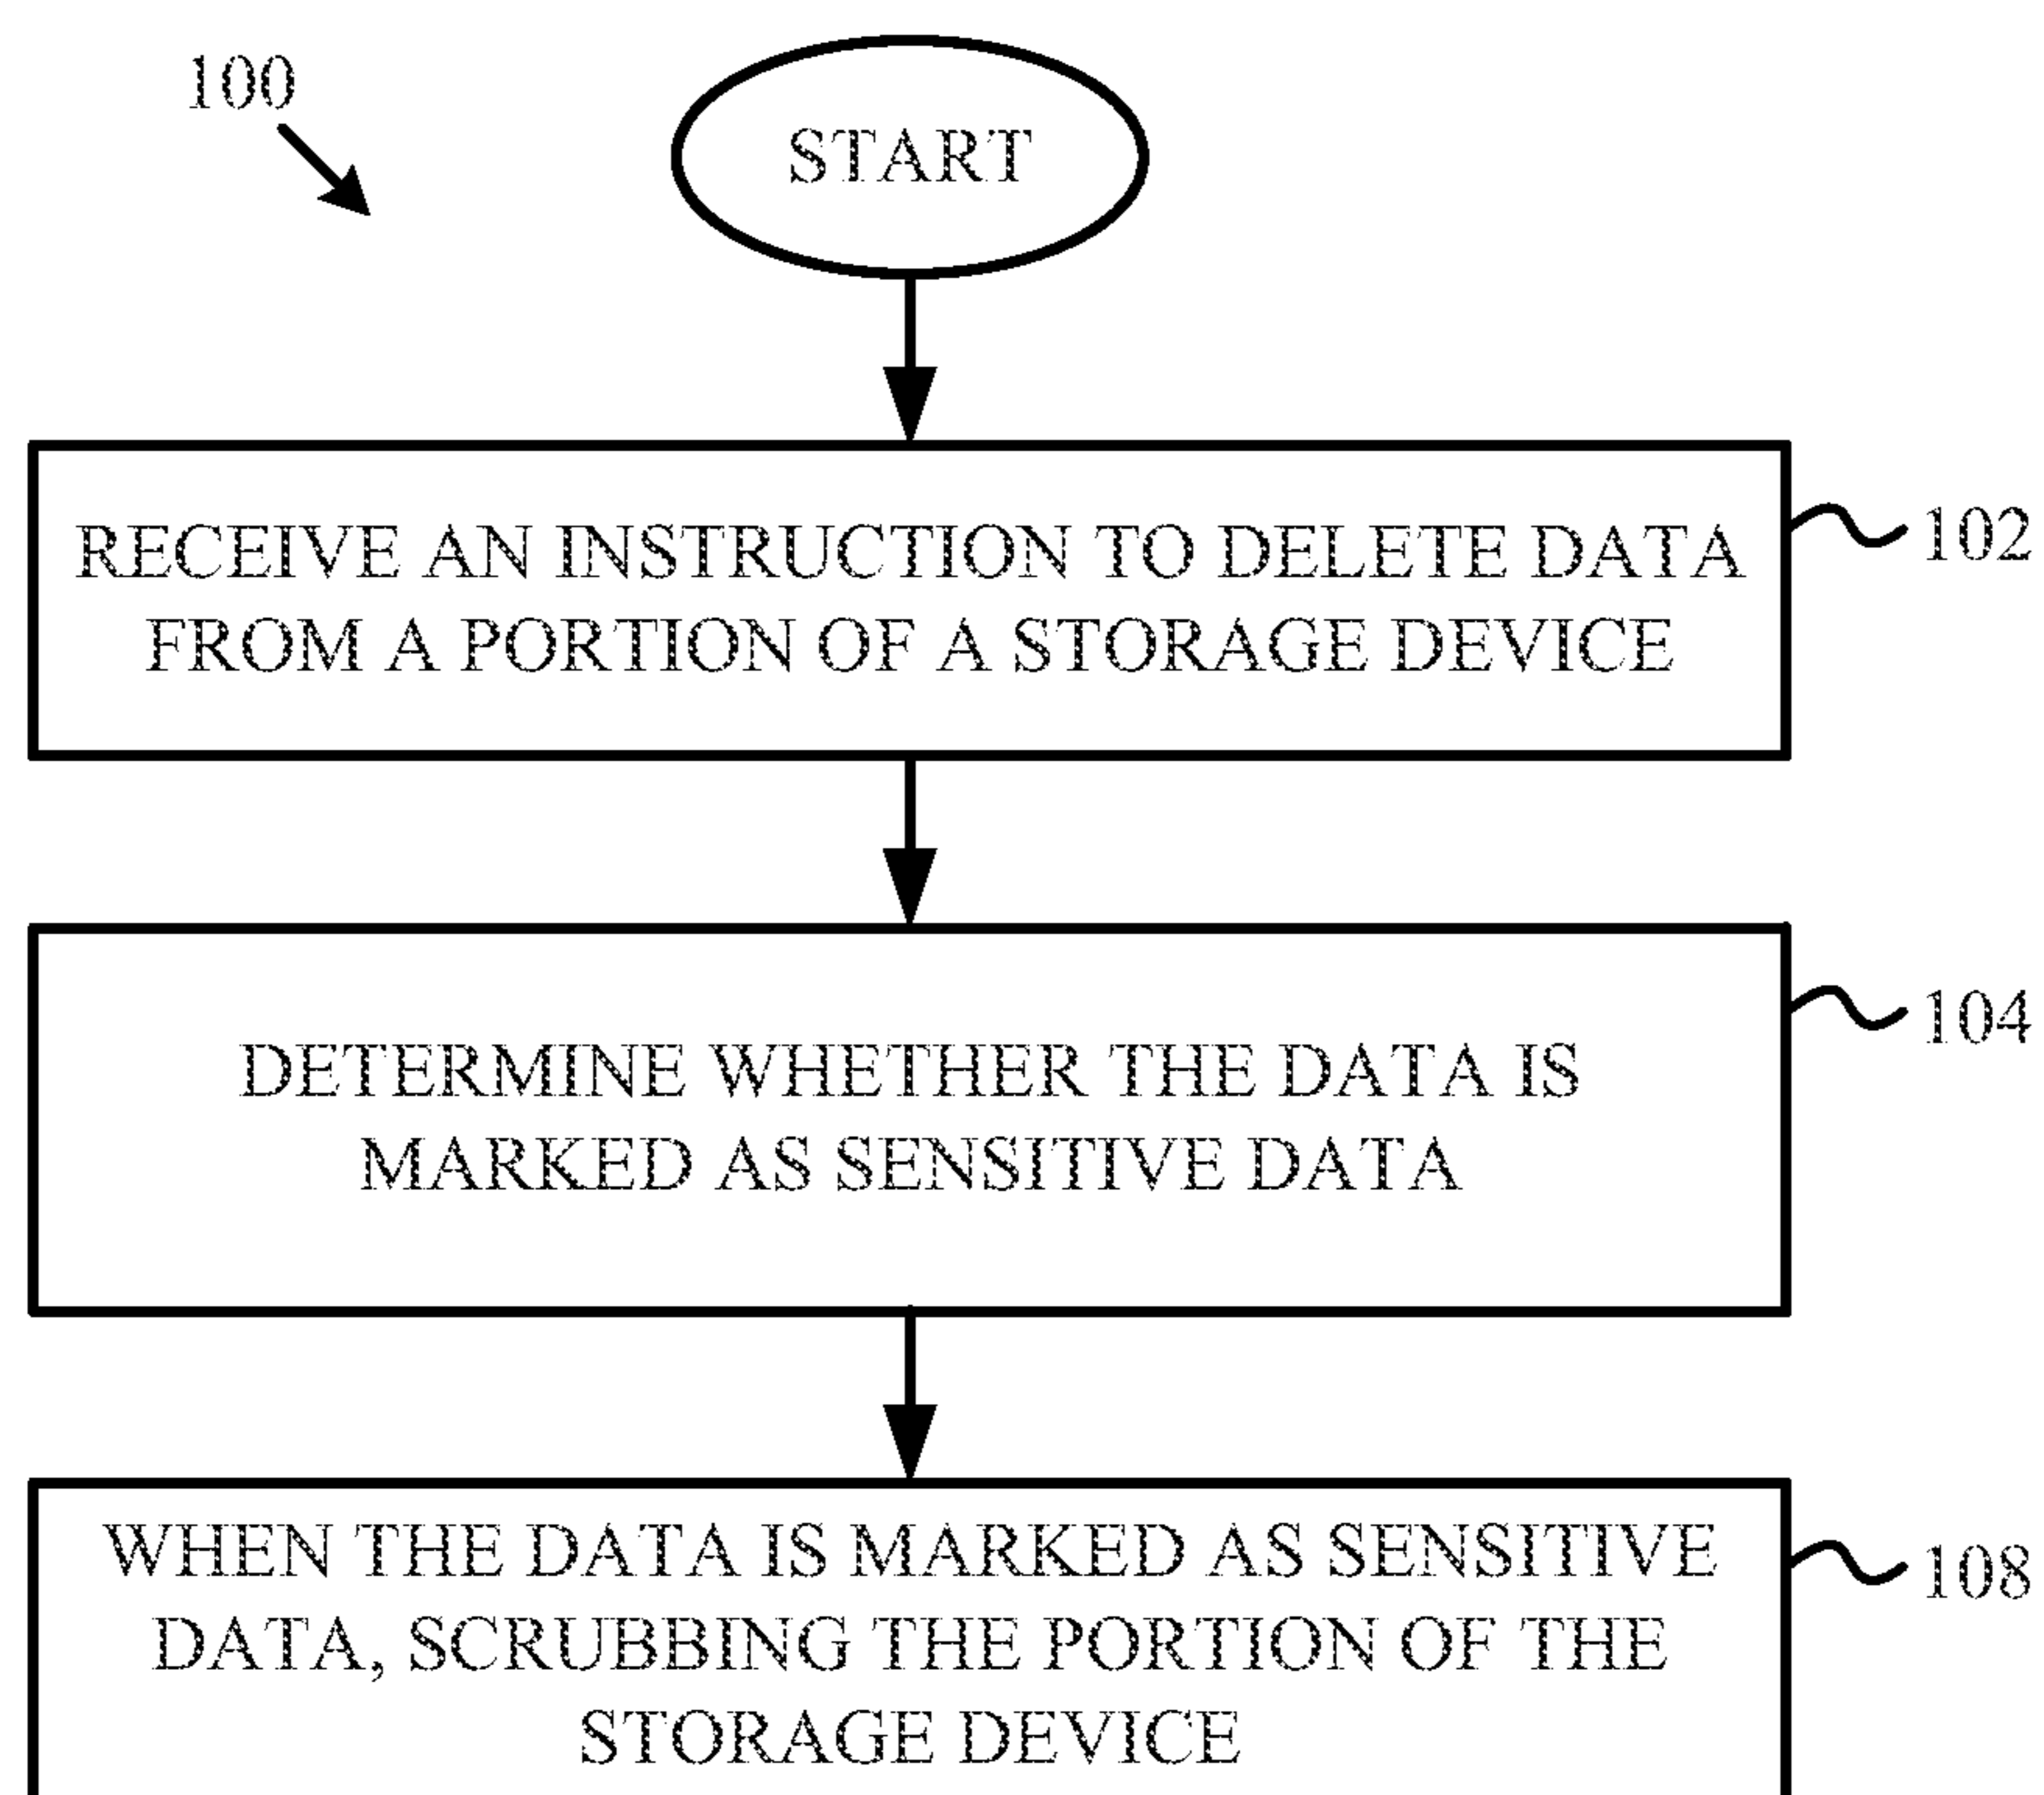 100
START
RECEIVE AN INSTRUCTION TO DELETE DATA
FROM A PORTION OF A STORAGE DEVICE
102
DETERMINE WHETHER THE DATA IS
MARKED AS SENSITIVE DATA
104
WHEN THE DATA IS MARKED AS SENSITIVE
DATA, SCRUBBING THE PORTION OF THE
STORAGE DEVICE
108